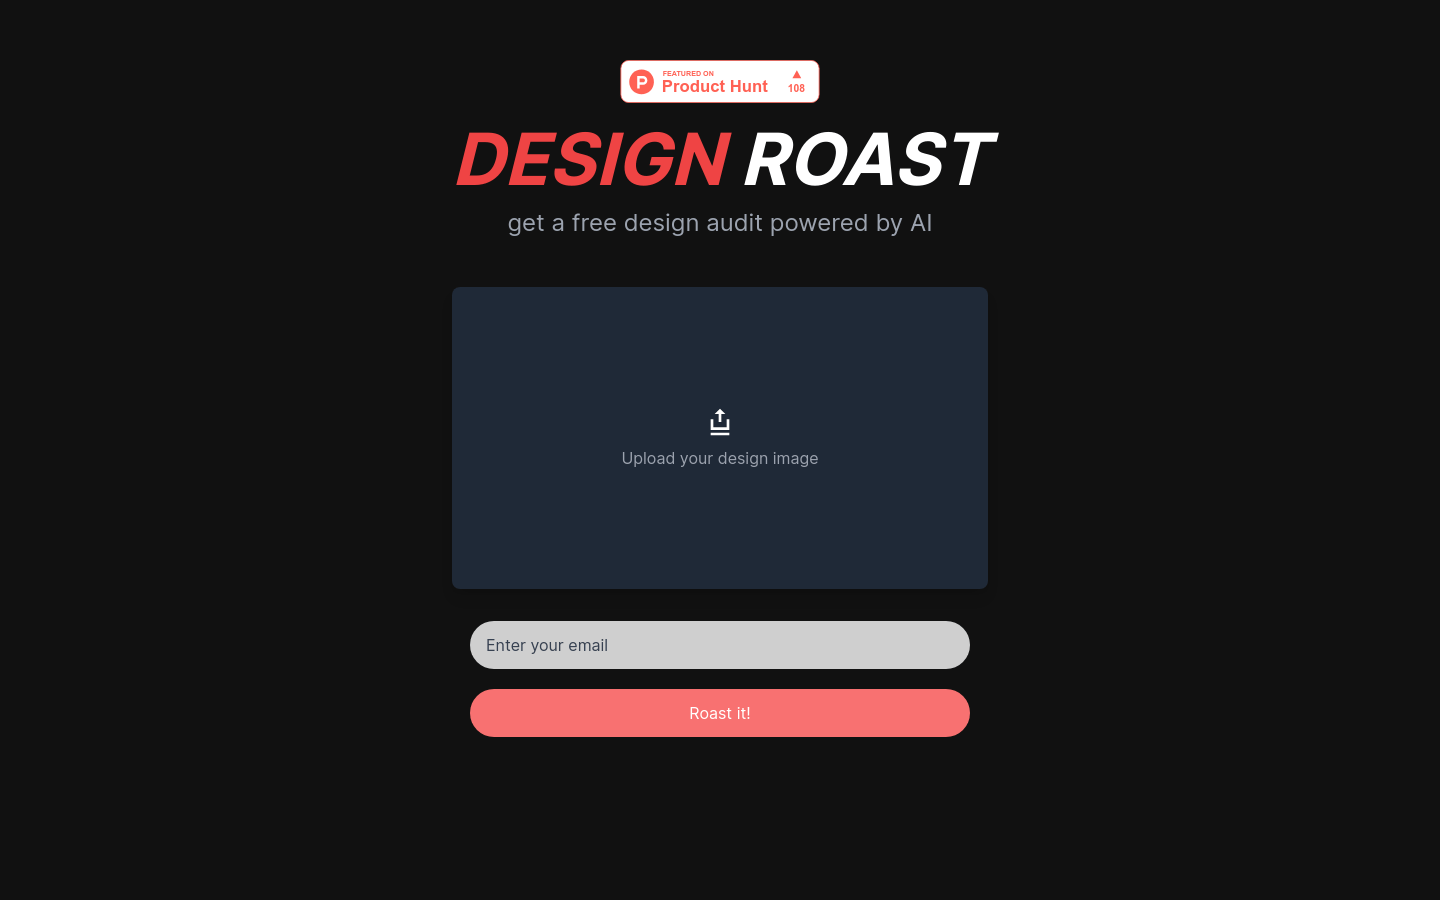 FEATURED ON
Product Hunt
108
DESIGN ROAST
get a free design audit powered by AI
Upload your design image
Enter your email
Roast it!